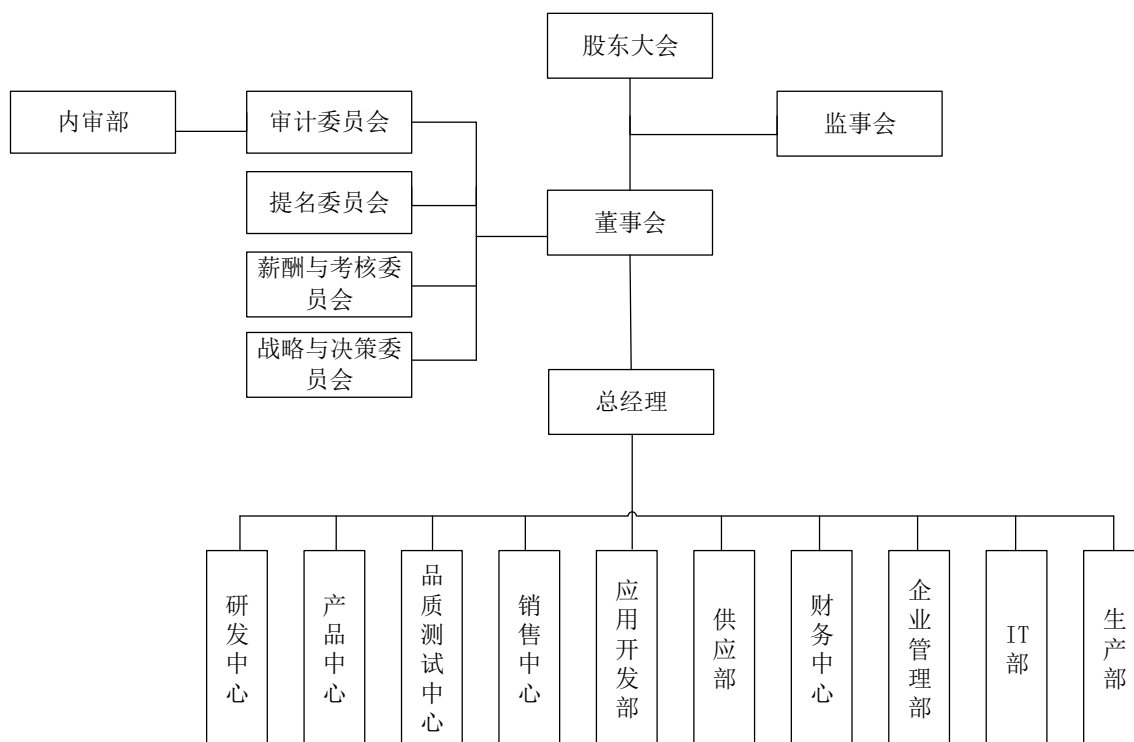 股东大会
内审部
审计委员会
监事会
提名委员会
董事会
薪酬与考核委
员会
战略与决策委
员会
总经理
研发中心
产品中心
品质测试中心
销售中心
应用开发部
供应部
财务中心
企业管理部
IT部
生产部